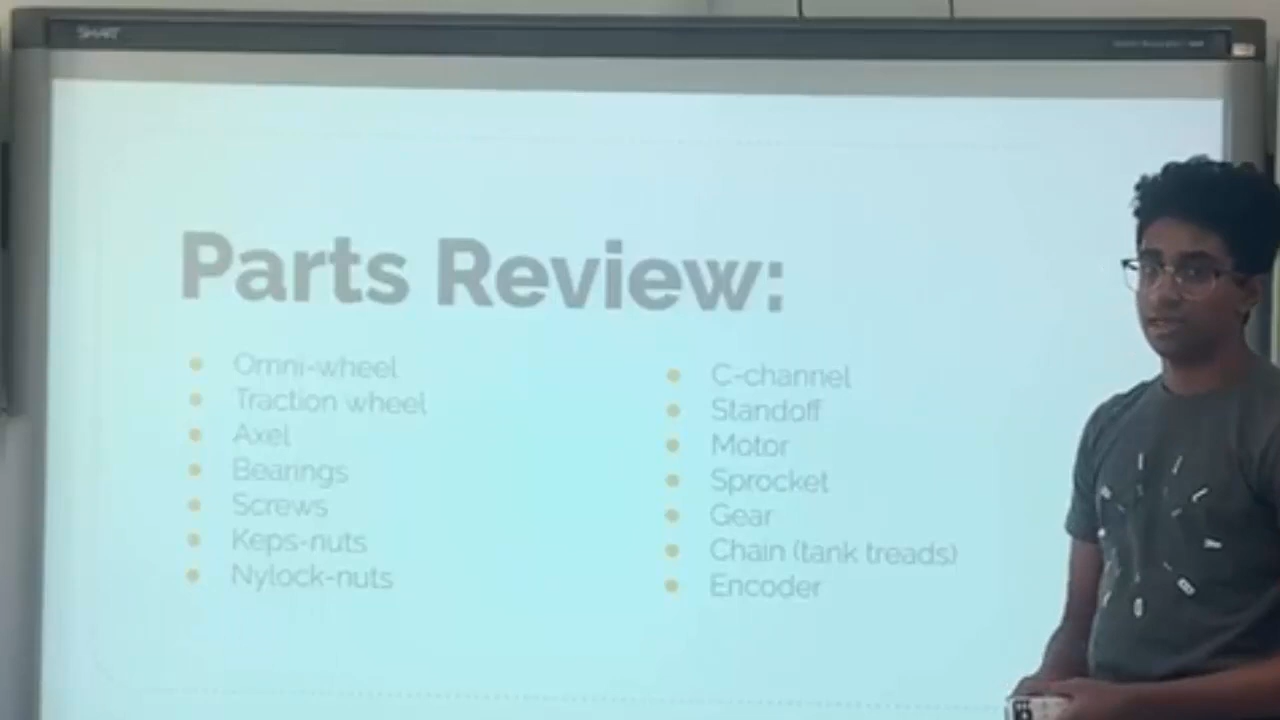 SMART
Parts Review:
Omni-wheel
Traction wheel
Axel
Bearings
Screws
Keps-nuts
Nylock-nuts
C-channel
Standoff
Motor
Sprocket
Gear
Chain (tank treads)
Encoder